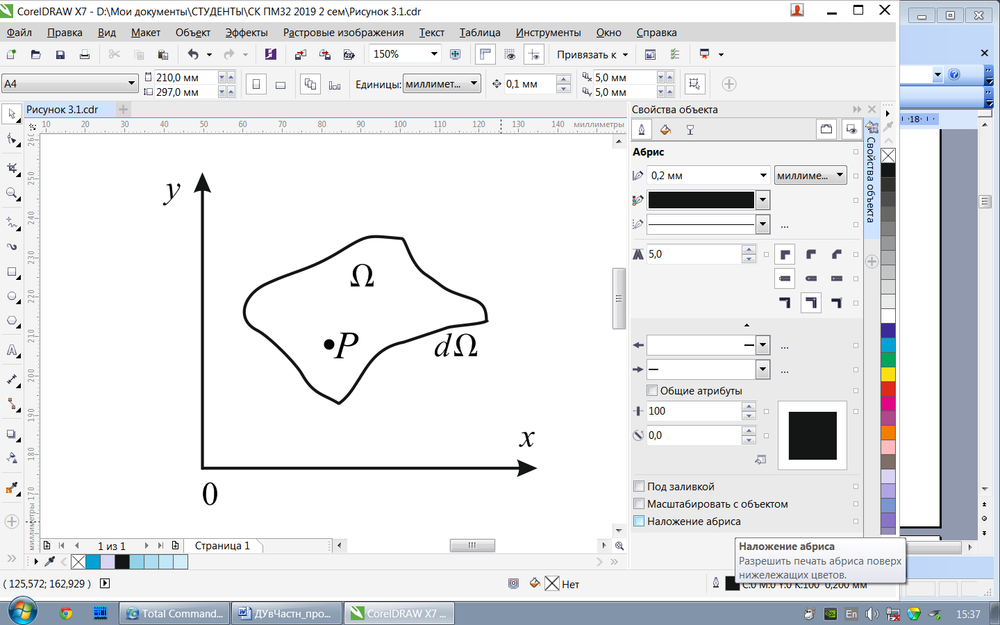 CorelDRAW X7 - D:\Мои документы\СТУДЕНТЫ\СК ПМ32 2019 2 сем\Рисунок 3.1.cdr
Файл Правка Вид Макет Объект Эффекты Растровые изображения Текст Таблица Инструменты Окно Справка
150% Привязать к
A4 210,0 мм 297,0 мм Единицы: миллимет... 0,1 мм 5,0 мм 5,0 мм
Рисунок 3.1.cdr
10 20 30 40 50 60 70 80 90 100 110 120 130 140 миллиметры
260 250 240 230 220 210 200 190 180 170 миллиметры
y
Ω
P
dΩ
x
0
Свойства объекта
Абрис
0,2 мм миллиме...
...
5,0
...
...
Общие атрибуты
100
0,0
Под заливкой
Масштабировать с объектом
Наложение абриса
Свойства объекта
18
Наложение абриса
Разрешить печать абриса поверх
нижележащих цветов.
1 из 1 Страница 1
( 125,572; 162,929 ) Нет C:0 M:0 Y:0 K:100 0,200 мм
Total Command... ДУвЧастн_про... CorelDRAW X7 ... En 15:37